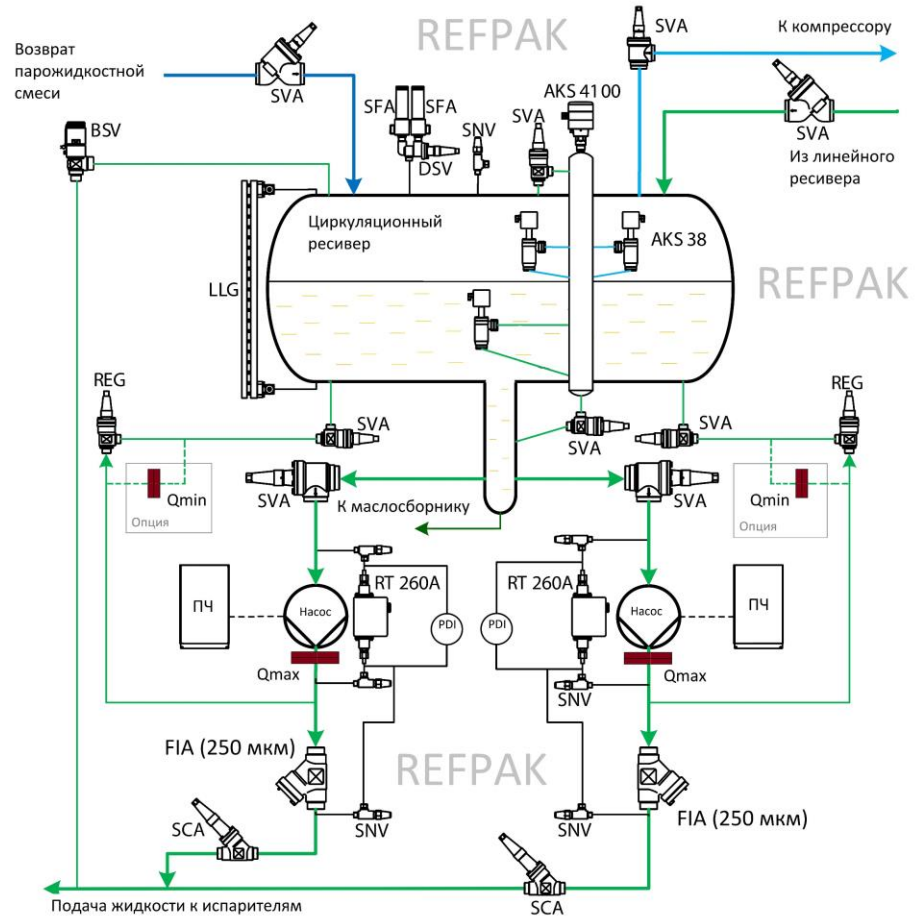 REFPAK
SVA
К компрессору
Возврат
парожидкостной
смеси
SVA
SFA
SFA
AKS 4100
SVA
SNV
DSV
SVA
BSV
Из линейного
ресивера
Циркуляционный
ресивер
AKS 38
REFPAK
LLG
REG
REG
SVA
SVA
SVA
SVA
SVA
Qmin
Опция
Qmin
Опция
К маслосборнику
RT 260A
RT 260A
ПЧ
Насос
PDI
PDI
Насос
ПЧ
Qmax
Qmax
SNV
FIA (250 мкм)
REFPAK
SNV
SNV
FIA (250 мкм)
SCA
SCA
Подача жидкости к испарителям